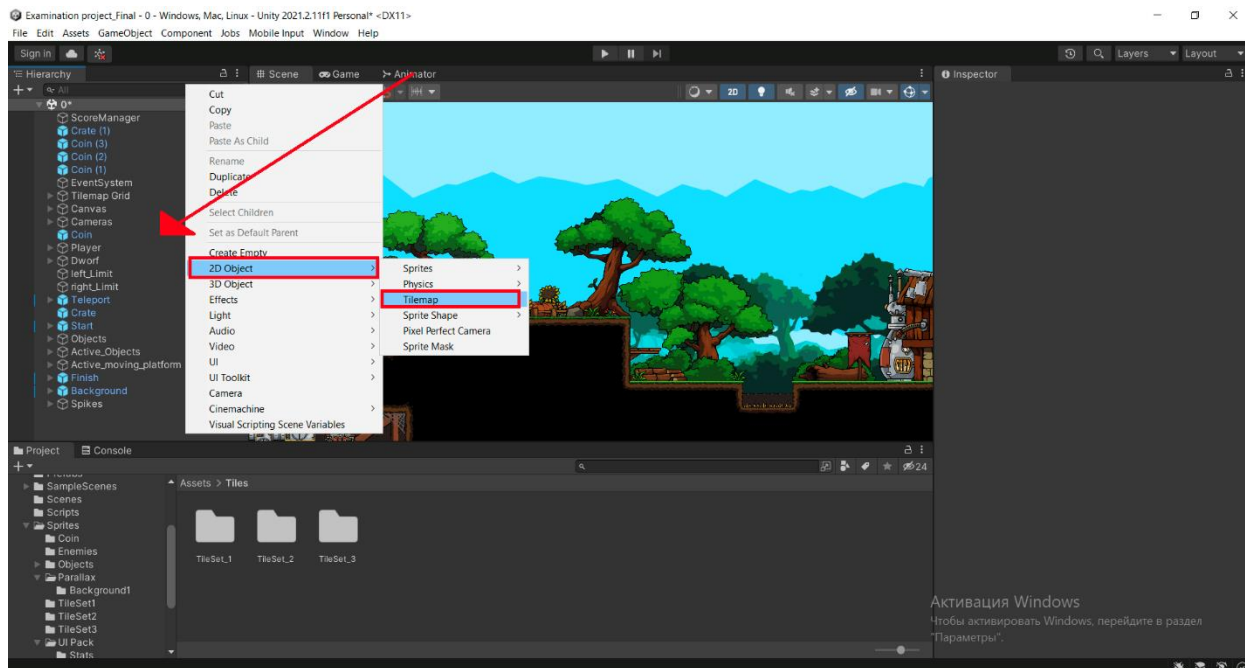 Examination project_Final - 0 - Windows, Mac, Linux - Unity 2021.2.11f1 Personal* <DX11>
File Edit Assets GameObject Component Jobs Mobile Input Window Help
Sign in
Layers
Layout
Hierarchy
Scene
Game
Animator
Inspector
All
2D
0*
ScoreManager
Crate (1)
Coin (3)
Coin (2)
Coin (1)
EventSystem
Tilemap Grid
Canvas
Cameras
Coin
Player
Dworf
left_Limit
right_Limit
Teleport
Crate
Start
Objects
Active_Objects
Active_moving_platform
Finish
Background
Spikes
Cut
Copy
Paste
Paste As Child
Rename
Duplicate
Delete
Select Children
Set as Default Parent
Create Empty
2D Object
3D Object
Effects
Light
Audio
Video
UI
UI Toolkit
Camera
Cinemachine
Visual Scripting Scene Variables
Sprites
Physics
Tilemap
Sprite Shape
Pixel Perfect Camera
Sprite Mask
Project
Console
24
SampleScenes
Scenes
Scripts
Sprites
Coin
Enemies
Objects
Parallax
Background1
TileSet1
TileSet2
TileSet3
UI Pack
Stats
Assets > Tiles
TileSet_1
TileSet_2
TileSet_3
Активация Windows
Чтобы активировать Windows, перейдите в раздел
"Параметры".